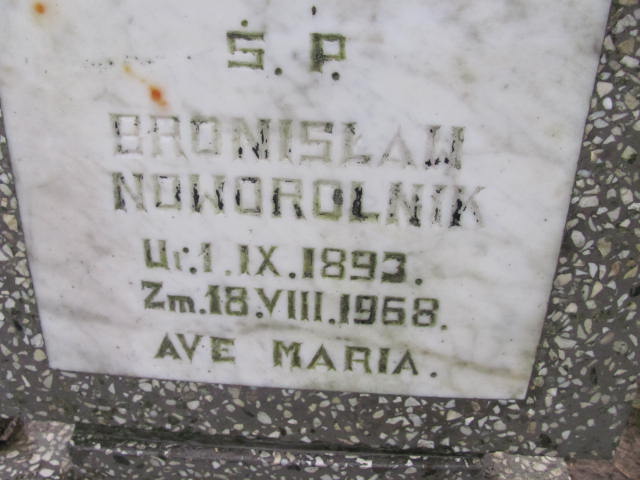 Ś. P.
BRONISŁAW
NOWOROLNIK
Ur.1.IX.1893.
Zm.18.VIII.1968.
AVE MARIA.